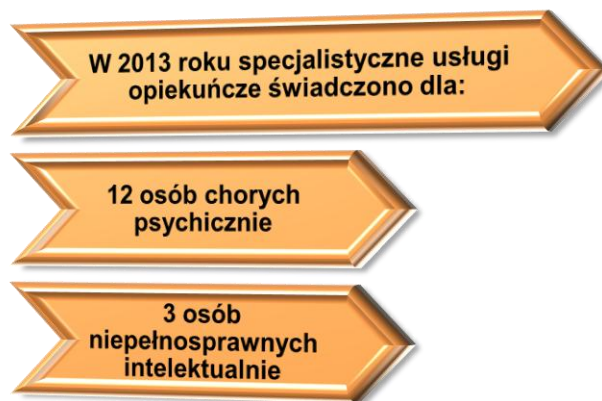 W 2013 roku specjalistyczne usługi
opiekuńcze świadczono dla:
12 osób chorych
psychicznie
3 osób
niepełnosprawnych
intelektualnie